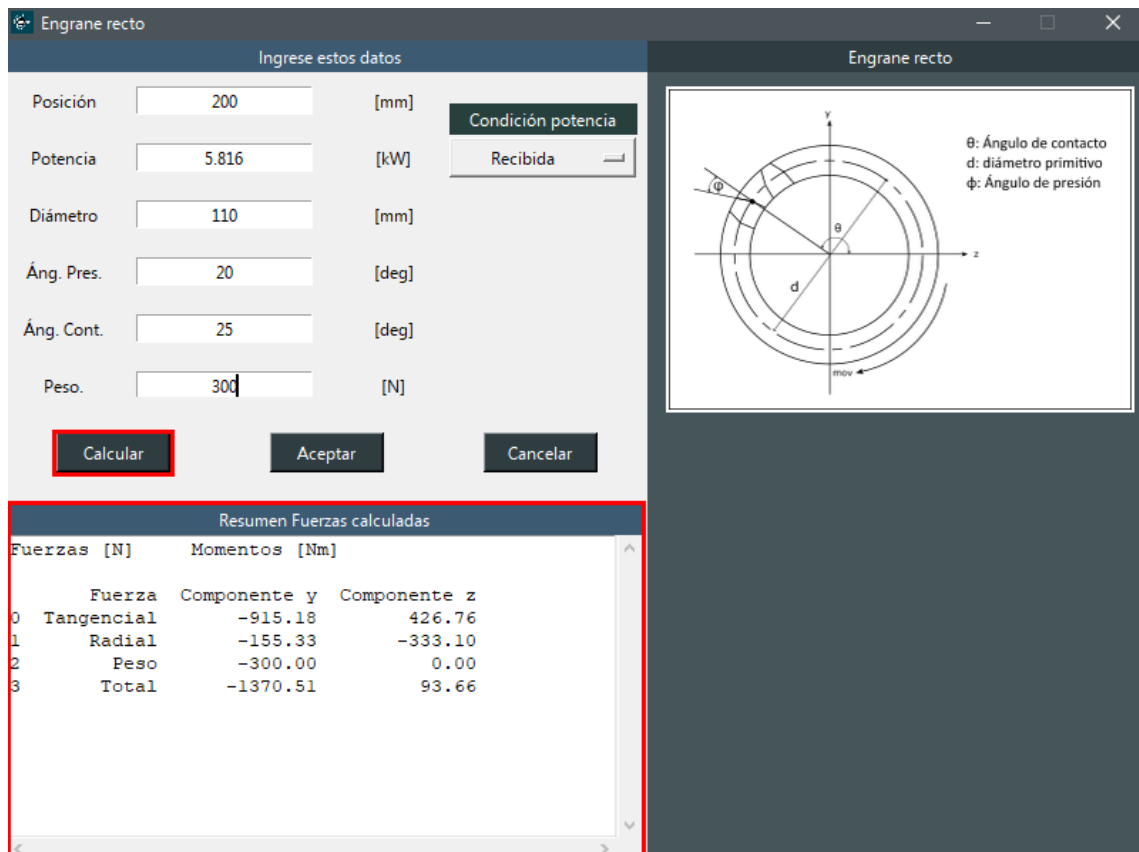 Engrane recto
Ingrese estos datos
Posición 200 [mm]
Condición potencia
Potencia 5.816 [kW] Recibida
Diámetro 110 [mm]
Áng. Pres. 20 [deg]
Áng. Cont. 25 [deg]
Peso. 300 [N]
Calcular Aceptar Cancelar
Resumen Fuerzas calculadas
Fuerzas [N] Momentos [Nm]
Fuerza Componente y Componente z
0 Tangencial -915.18 426.76
1 Radial -155.33 -333.10
2 Peso -300.00 0.00
3 Total -1370.51 93.66
Engrane recto
y
θ: Ángulo de contacto
d: diámetro primitivo
ф: Ángulo de presión
φ
θ
z
d
mov